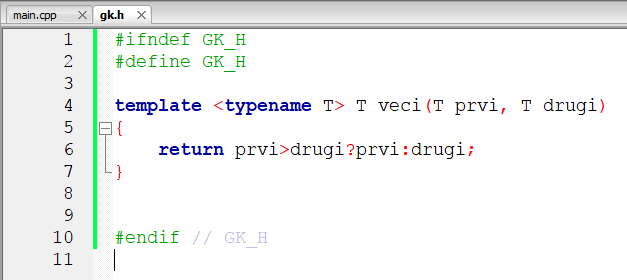 main.cpp gk.h
1 #ifndef GK_H
2 #define GK_H
3
4 template <typename T> T veci(T prvi, T drugi)
5 {
6 return prvi>drugi?prvi:drugi;
7 }
8
9
10 #endif // GK_H
11